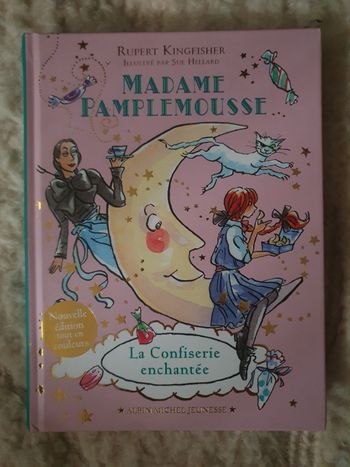 RUPERT KINGFISHER
ILLUSTRÉ PAR SUE HELLARD
MADAME
PAMPLEMOUSSE
Nouvelle
édition
tout en
couleurs
La Confiserie
enchantée
ALBIN MICHEL JEUNESSE